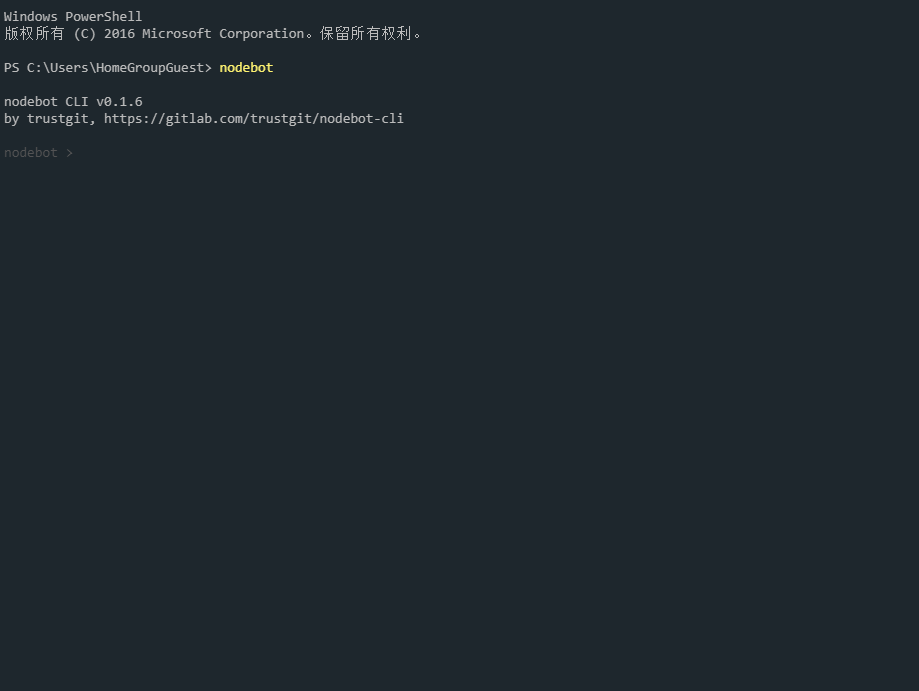 Windows PowerShell
版权所有 (C) 2016 Microsoft Corporation。保留所有权利。
PS C:\Users\HomeGroupGuest> nodebot
nodebot CLI v0.1.6
by trustgit, https://gitlab.com/trustgit/nodebot-cli
nodebot >